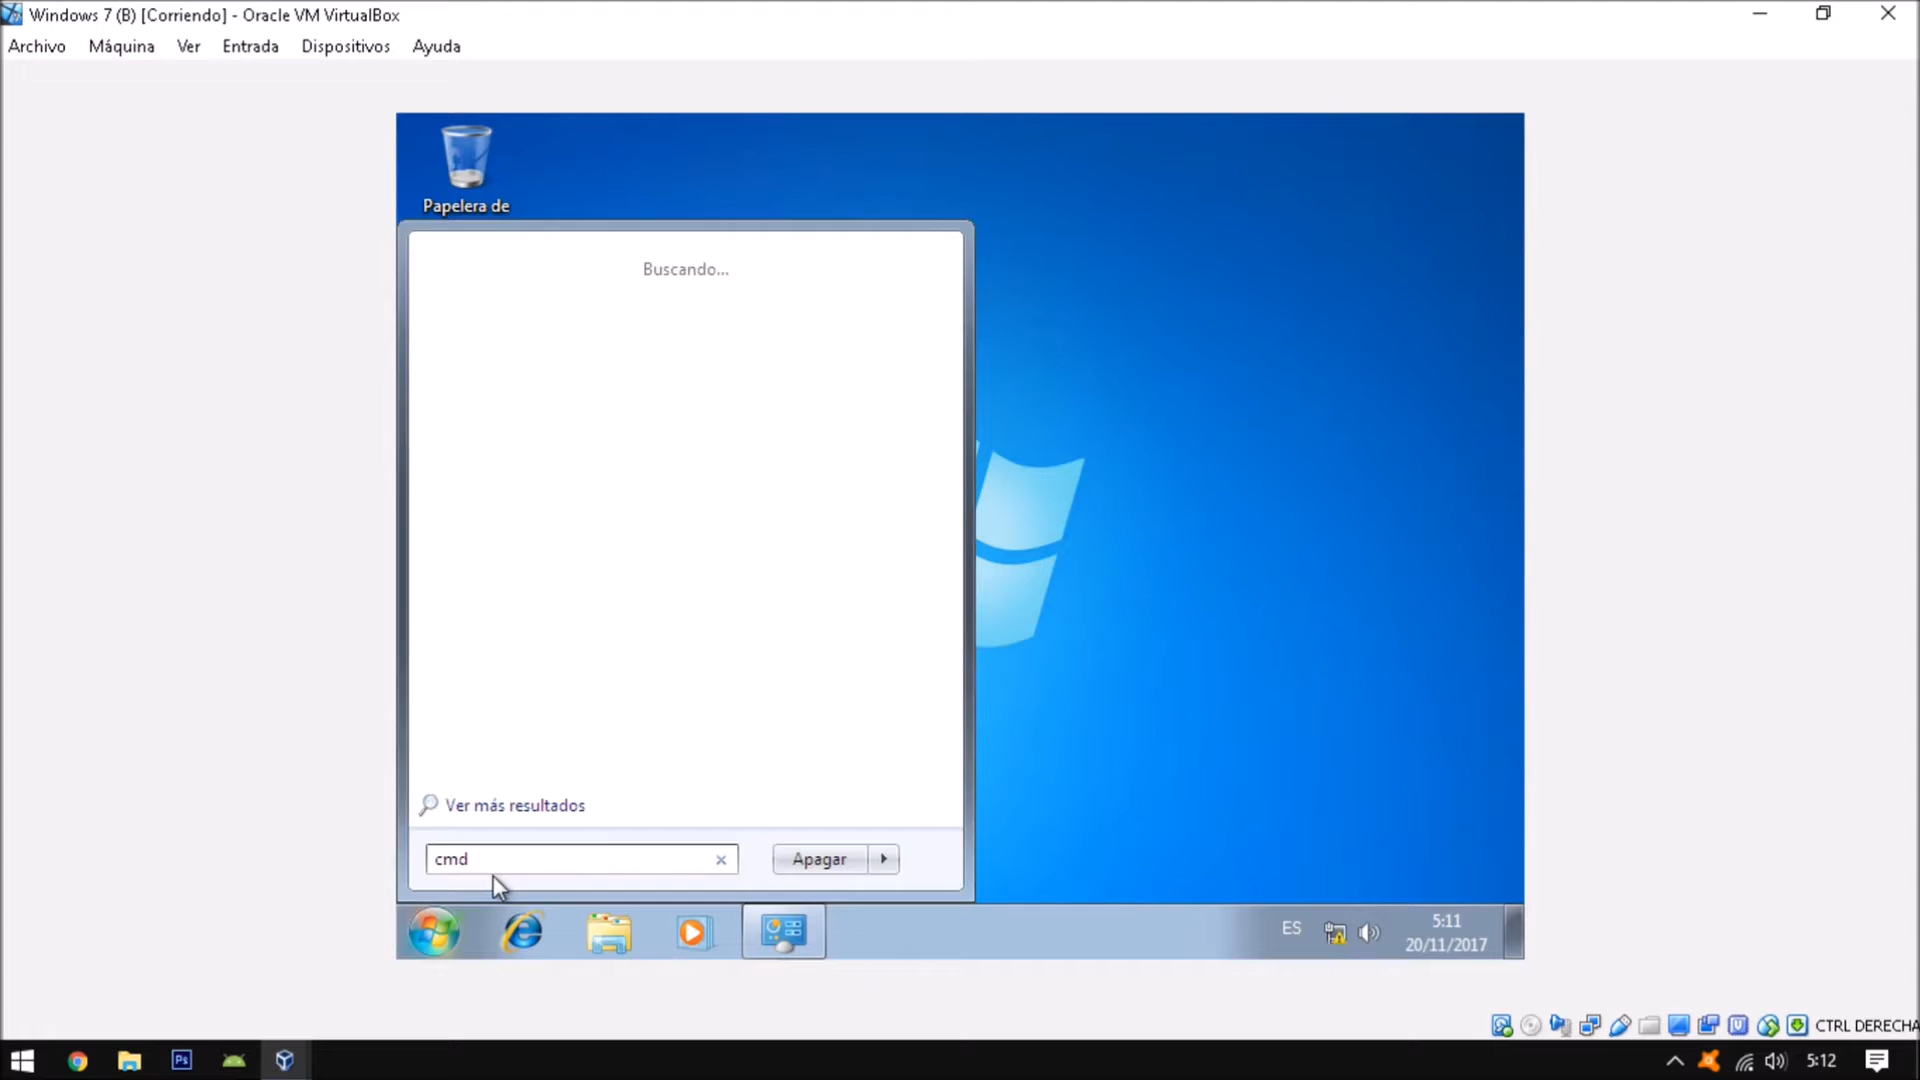 Windows 7 (B) [Corriendo] - Oracle VM VirtualBox
Archivo Máquina Ver Entrada Dispositivos Ayuda
Papelera de
Buscando...
Ver más resultados
cmd
Apagar
ES
5:11
20/11/2017
CTRL DERECHA
Ps
5:12